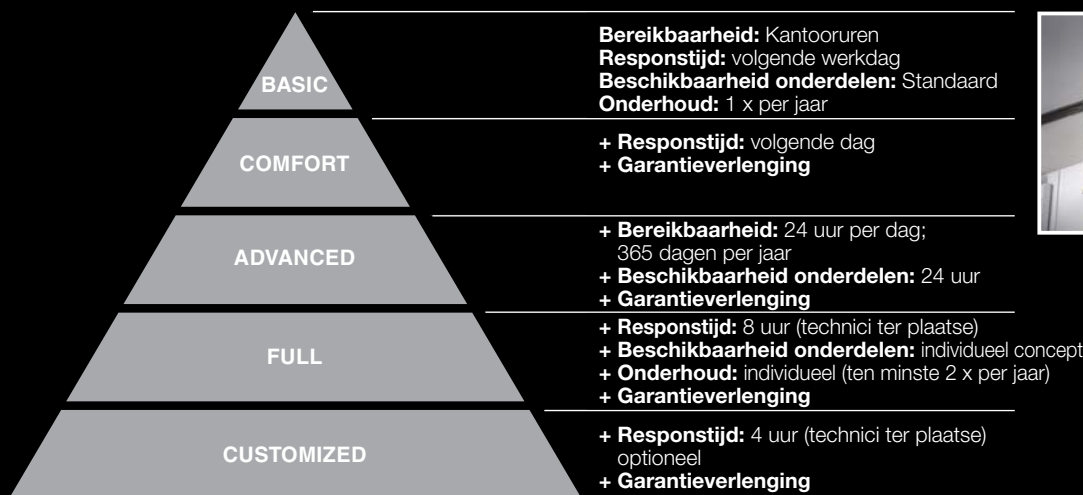 BASIC
Bereikbaarheid: Kantooruren
Responstijd: volgende werkdag
Beschikbaarheid onderdelen: Standaard
Onderhoud: 1 x per jaar
COMFORT
+ Responstijd: volgende dag
+ Garantieverlenging
ADVANCED
+ Bereikbaarheid: 24 uur per dag;
365 dagen per jaar
+ Beschikbaarheid onderdelen: 24 uur
+ Garantieverlenging
FULL
+ Responstijd: 8 uur (technici ter plaatse)
+ Beschikbaarheid onderdelen: individueel concept
+ Onderhoud: individueel (ten minste 2 x per jaar)
+ Garantieverlenging
CUSTOMIZED
+ Responstijd: 4 uur (technici ter plaatse)
optioneel
+ Garantieverlenging